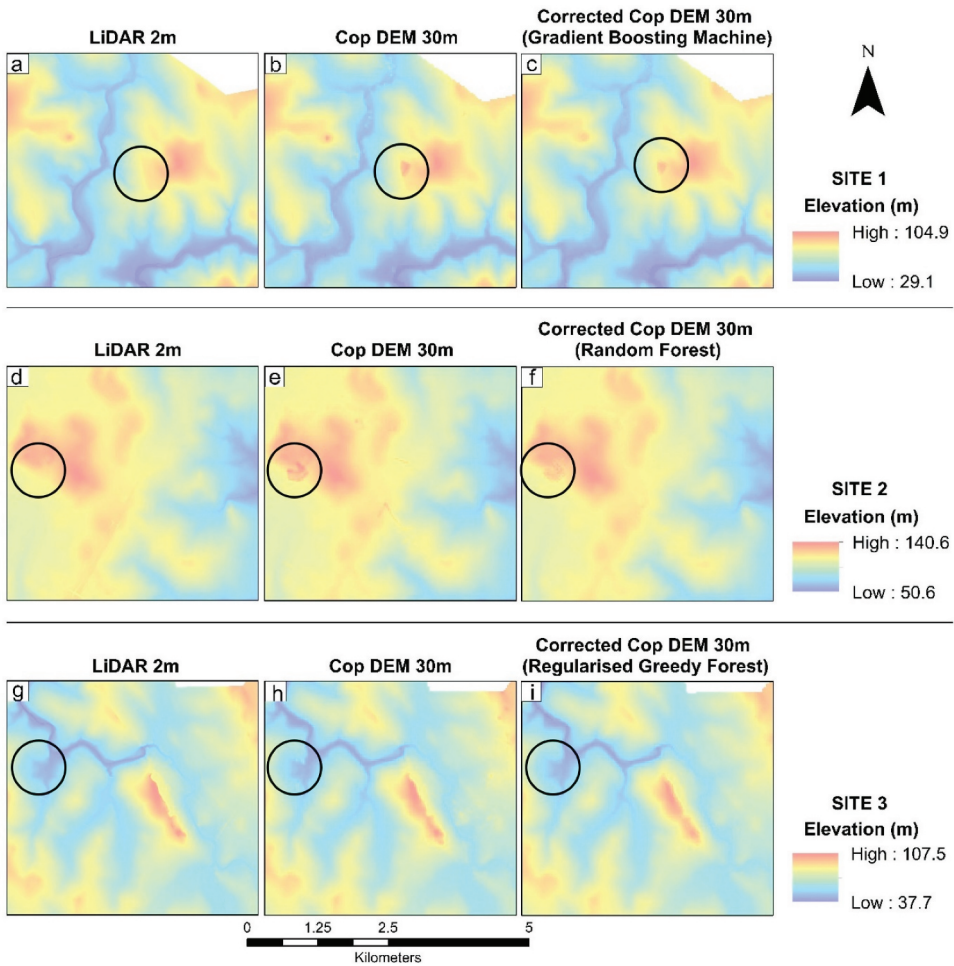 LiDAR 2m
Cop DEM 30m
Corrected Cop DEM 30m
(Gradient Boosting Machine)
N
a
b
c
SITE 1
Elevation (m)
High : 104.9
Low : 29.1
LiDAR 2m
Cop DEM 30m
Corrected Cop DEM 30m
(Random Forest)
d
e
f
SITE 2
Elevation (m)
High : 140.6
Low : 50.6
LiDAR 2m
Cop DEM 30m
Corrected Cop DEM 30m
(Regularised Greedy Forest)
g
h
i
SITE 3
Elevation (m)
High : 107.5
Low : 37.7
0 1.25 2.5 5
Kilometers